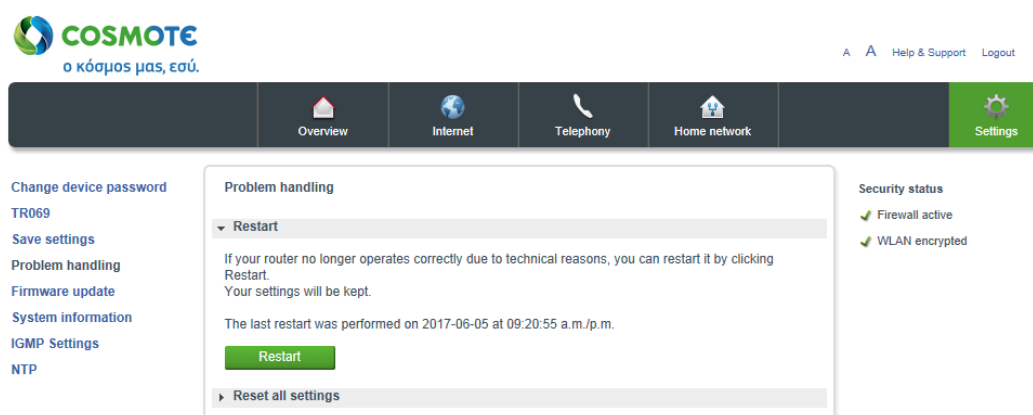 COSMOTE
ο κόσμος μας, εσύ.
A A Help & Support Logout
Overview
Internet
Telephony
Home network
Settings
Change device password
TR069
Save settings
Problem handling
Firmware update
System information
IGMP Settings
NTP
Problem handling
Restart
If your router no longer operates correctly due to technical reasons, you can restart it by clicking
Restart.
Your settings will be kept.
The last restart was performed on 2017-06-05 at 09:20:55 a.m./p.m.
Restart
Reset all settings
Security status
Firewall active
WLAN encrypted